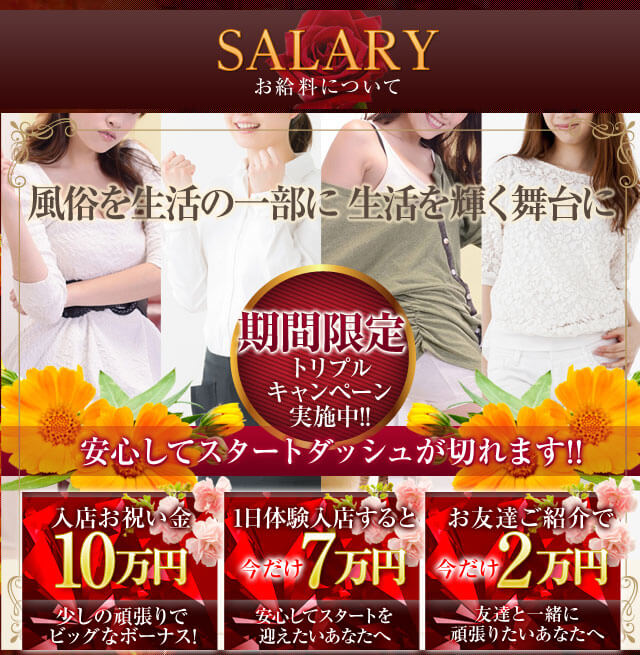 SALARY
お給料について
風俗を生活の一部に 生活を輝く舞台に
期間限定
トリプル
キャンペーン
実施中!!
安心してスタートダッシュが切れます!!
入店お祝い金
10万円
少しの頑張りで
ビッグなボーナス!
1日体験入店すると
今だけ7万円
安心してスタートを
迎えたいあなたへ
お友達ご紹介で
今だけ2万円
友達と一緒に
頑張りたいあなたへ